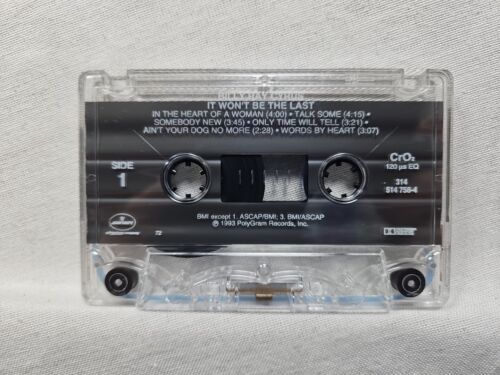 BILLY RAY CYRUS
IT WON'T BE THE LAST
IN THE HEART OF A WOMAN (4:00) • TALK SOME (4:15) •
SOMEBODY NEW (3:45) • ONLY TIME WILL TELL (3:21) •
AIN'T YOUR DOG NO MORE (2:28) • WORDS BY HEART (3:07)
SIDE
1
CrO₂
120 µs EQ
314
514 758-4
BMI except 1. ASCAP/BMI; 3. BMI/ASCAP
℗ 1993 PolyGram Records, Inc.
72